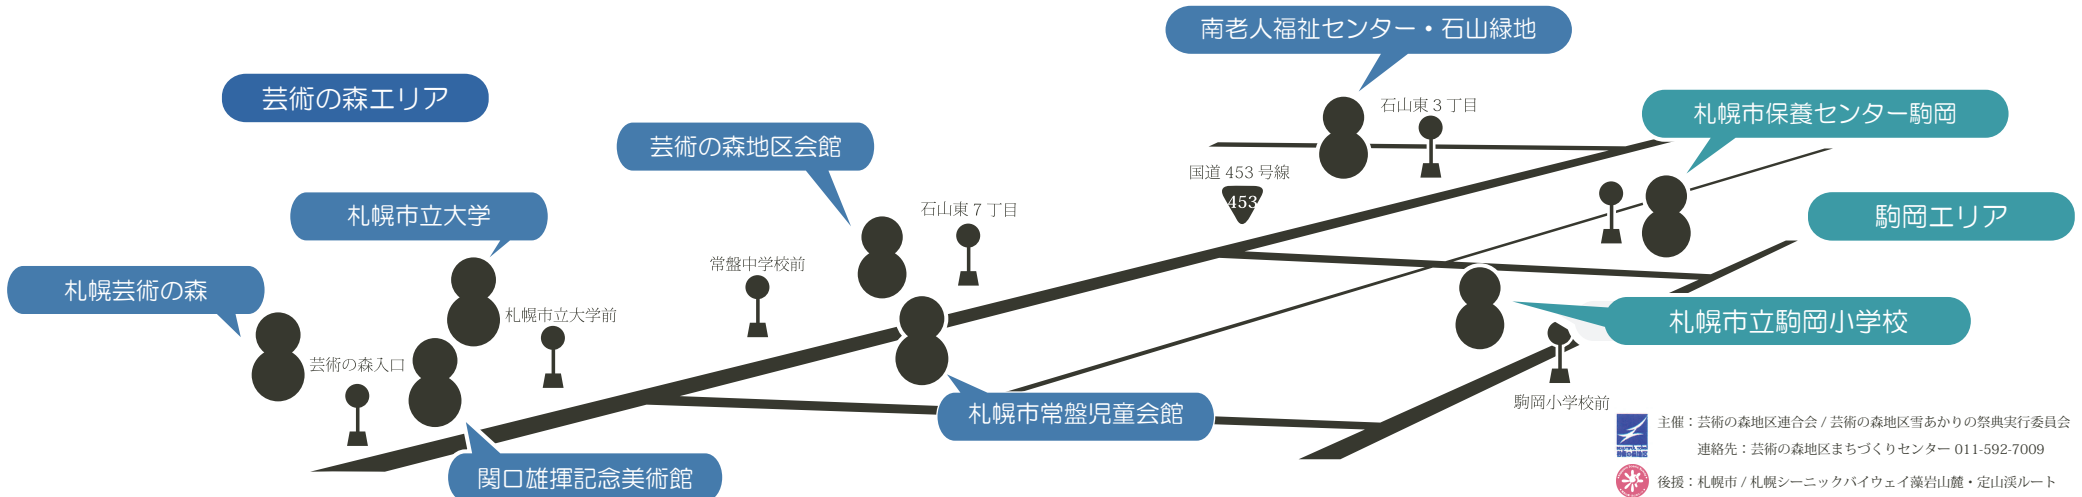 南老人福祉センター・石山緑地
芸術の森エリア
石山東3丁目
札幌市保養センター駒岡
芸術の森地区会館
国道453号線
453
札幌市立大学
石山東7丁目
駒岡エリア
常盤中学校前
札幌芸術の森
札幌市立大学前
札幌市立駒岡小学校
芸術の森入口
駒岡小学校前
札幌市常盤児童会館
関口雄揮記念美術館
主催：芸術の森地区連合会 / 芸術の森地区雪あかりの祭典実行委員会
連絡先：芸術の森地区まちづくりセンター 011-592-7009
芸術の森地区
後援：札幌市 / 札幌シーニックバイウェイ藻岩山麓・定山渓ルート